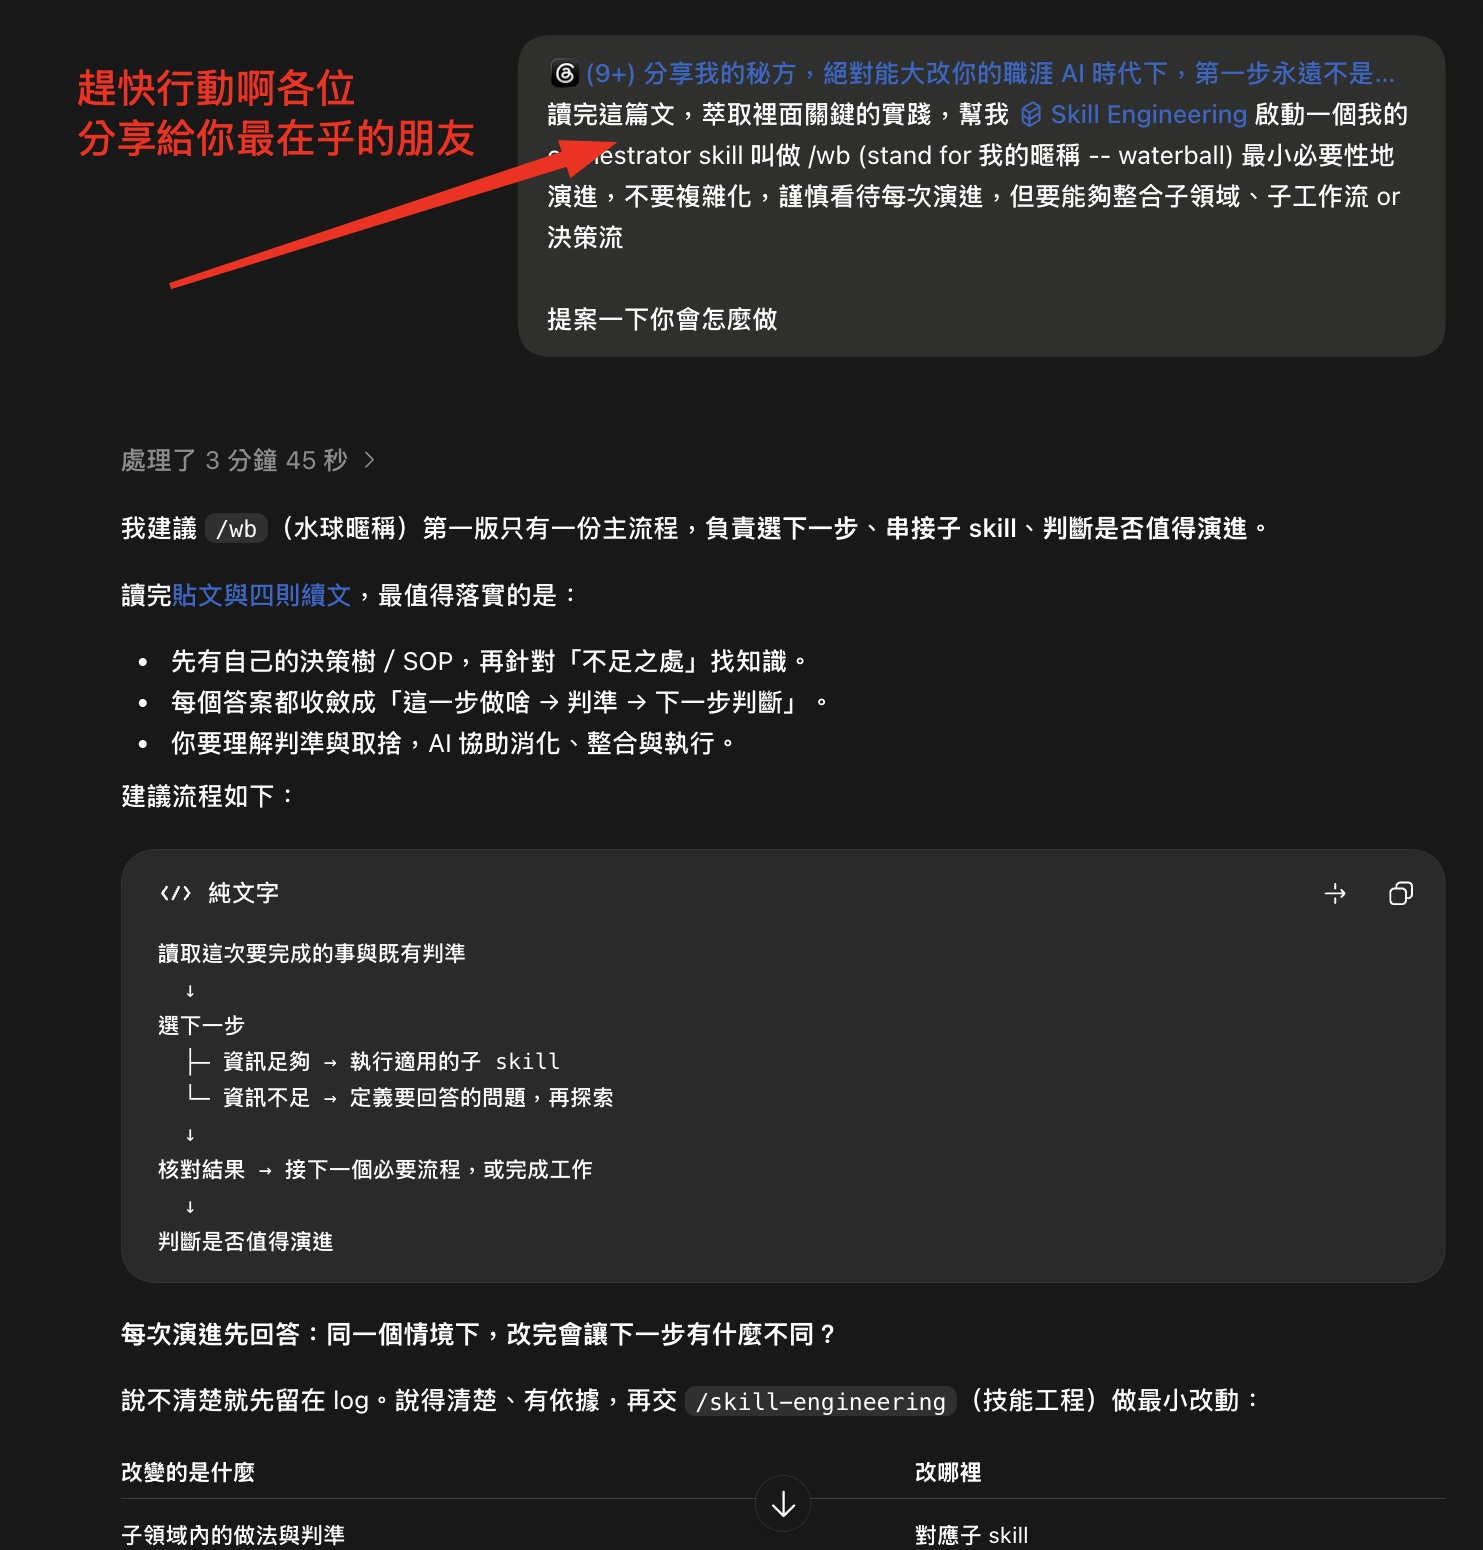 趕快行動啊各位
分享給你最在乎的朋友
(9+) 分享我的秘方，絕對能大改你的職涯 AI 時代下，第一步永遠不是...
讀完這篇文，萃取裡面關鍵的實踐，幫我 Skill Engineering 啟動一個我的
hestrator skill 叫做 /wb (stand for 我的暱稱 -- waterball) 最小必要性地
演進，不要複雜化，謹慎看待每次演進，但要能夠整合子領域、子工作流 or
決策流
提案一下你會怎麼做
處理了 3 分鐘 45 秒 >
我建議 /wb（水球暱稱）第一版只有一份主流程，負責選下一步、串接子 skill、判斷是否值得演進。
讀完貼文與四則續文，最值得落實的是：
• 先有自己的決策樹 / SOP，再針對「不足之處」找知識。
• 每個答案都收斂成「這一步做啥 → 判準 → 下一步判斷」。
• 你要理解判準與取捨，AI 協助消化、整合與執行。
建議流程如下：
</> 純文字
讀取這次要完成的事與既有判準
↓
選下一步
├─ 資訊足夠 → 執行適用的子 skill
└─ 資訊不足 → 定義要回答的問題，再探索
↓
核對結果 → 接下一個必要流程，或完成工作
↓
判斷是否值得演進
每次演進先回答：同一個情境下，改完會讓下一步有什麼不同？
說不清楚就先留在 log。說得清楚、有依據，再交 /skill-engineering（技能工程）做最小改動：
改變的是什麼 改哪裡
子領域內的做法與判準 對應子 skill